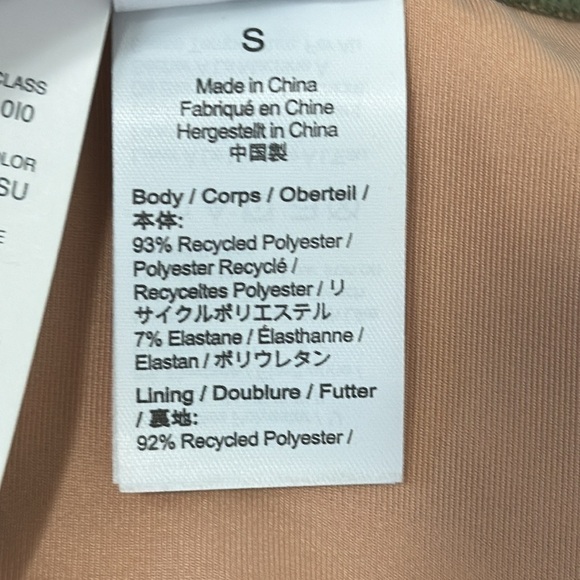 S
Made in China
Fabriqué en Chine
Hergestellt in China
中国製
Body / Corps / Oberteil /
本体:
93% Recycled Polyester /
Polyester Recyclé /
Recyceltes Polyester / リ
サイクルポリエステル
7% Elastane / Élasthanne /
Elastan / ポリウレタン
Lining / Doublure / Futter
/ 裏地:
92% Recycled Polyester /